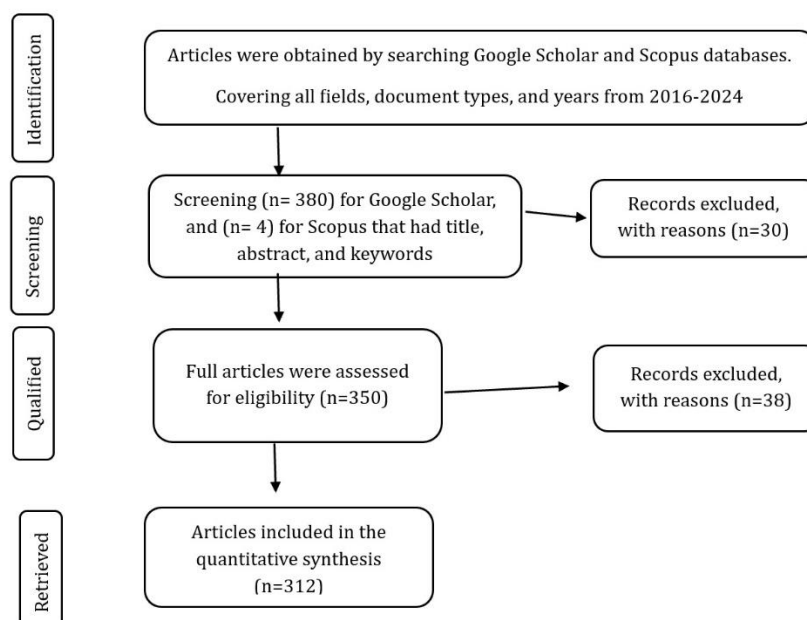 Identification
Articles were obtained by searching Google Scholar and Scopus databases.
Covering all fields, document types, and years from 2016-2024
Screening
Screening (n= 380) for Google Scholar,
and (n= 4) for Scopus that had title,
abstract, and keywords
Records excluded,
with reasons (n=30)
Qualified
Full articles were assessed
for eligibility (n=350)
Records excluded,
with reasons (n=38)
Retrieved
Articles included in the
quantitative synthesis
(n=312)